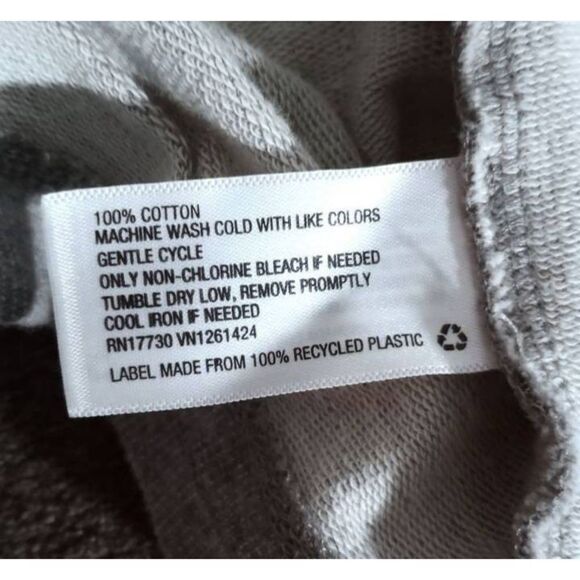 100% COTTON
MACHINE WASH COLD WITH LIKE COLORS
GENTLE CYCLE
ONLY NON-CHLORINE BLEACH IF NEEDED
TUMBLE DRY LOW, REMOVE PROMPTLY
COOL IRON IF NEEDED
RN17730 VN1261424
LABEL MADE FROM 100% RECYCLED PLASTIC